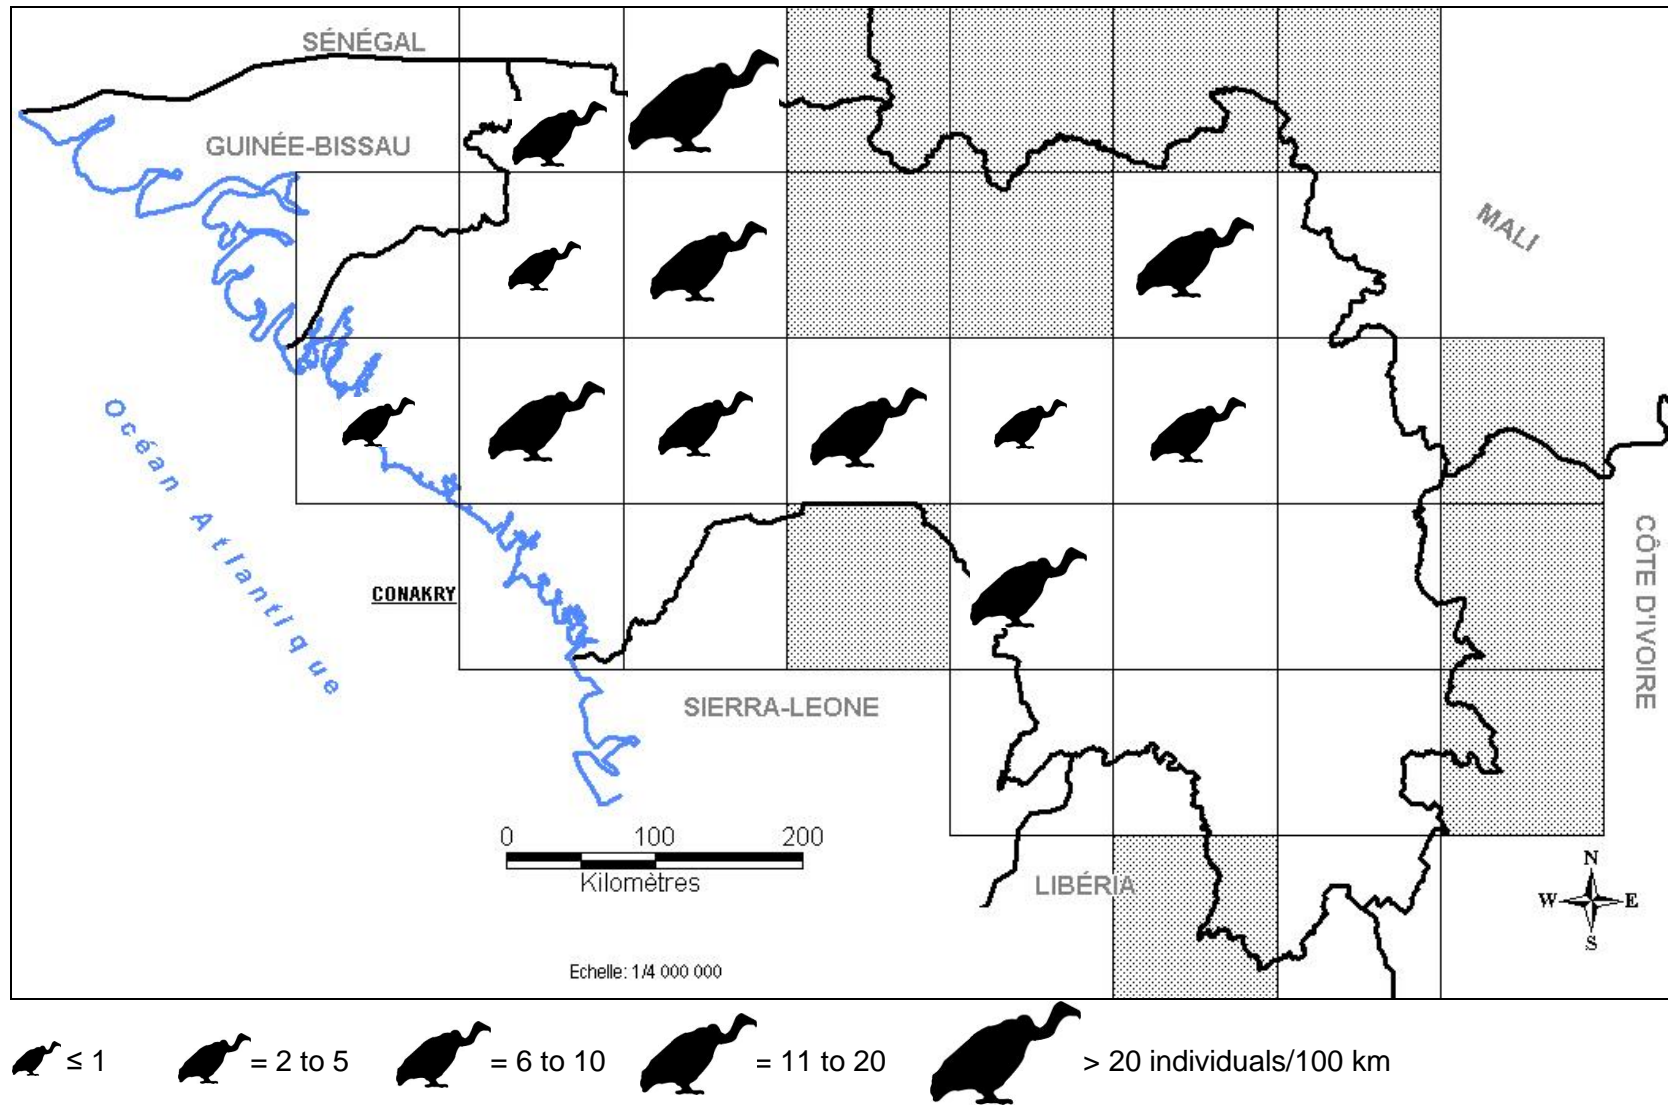 SÉNÉGAL
GUINÉE-BISSAU
MALI
Océan Atlantique
CONAKRY
CÔTE D'IVOIRE
SIERRA-LEONE
0 100 200
Kilomètres
LIBÉRIA
N
W E
S
Echelle: 1/4 000 000
≤ 1 = 2 to 5 = 6 to 10 = 11 to 20 > 20 individuals/100 km